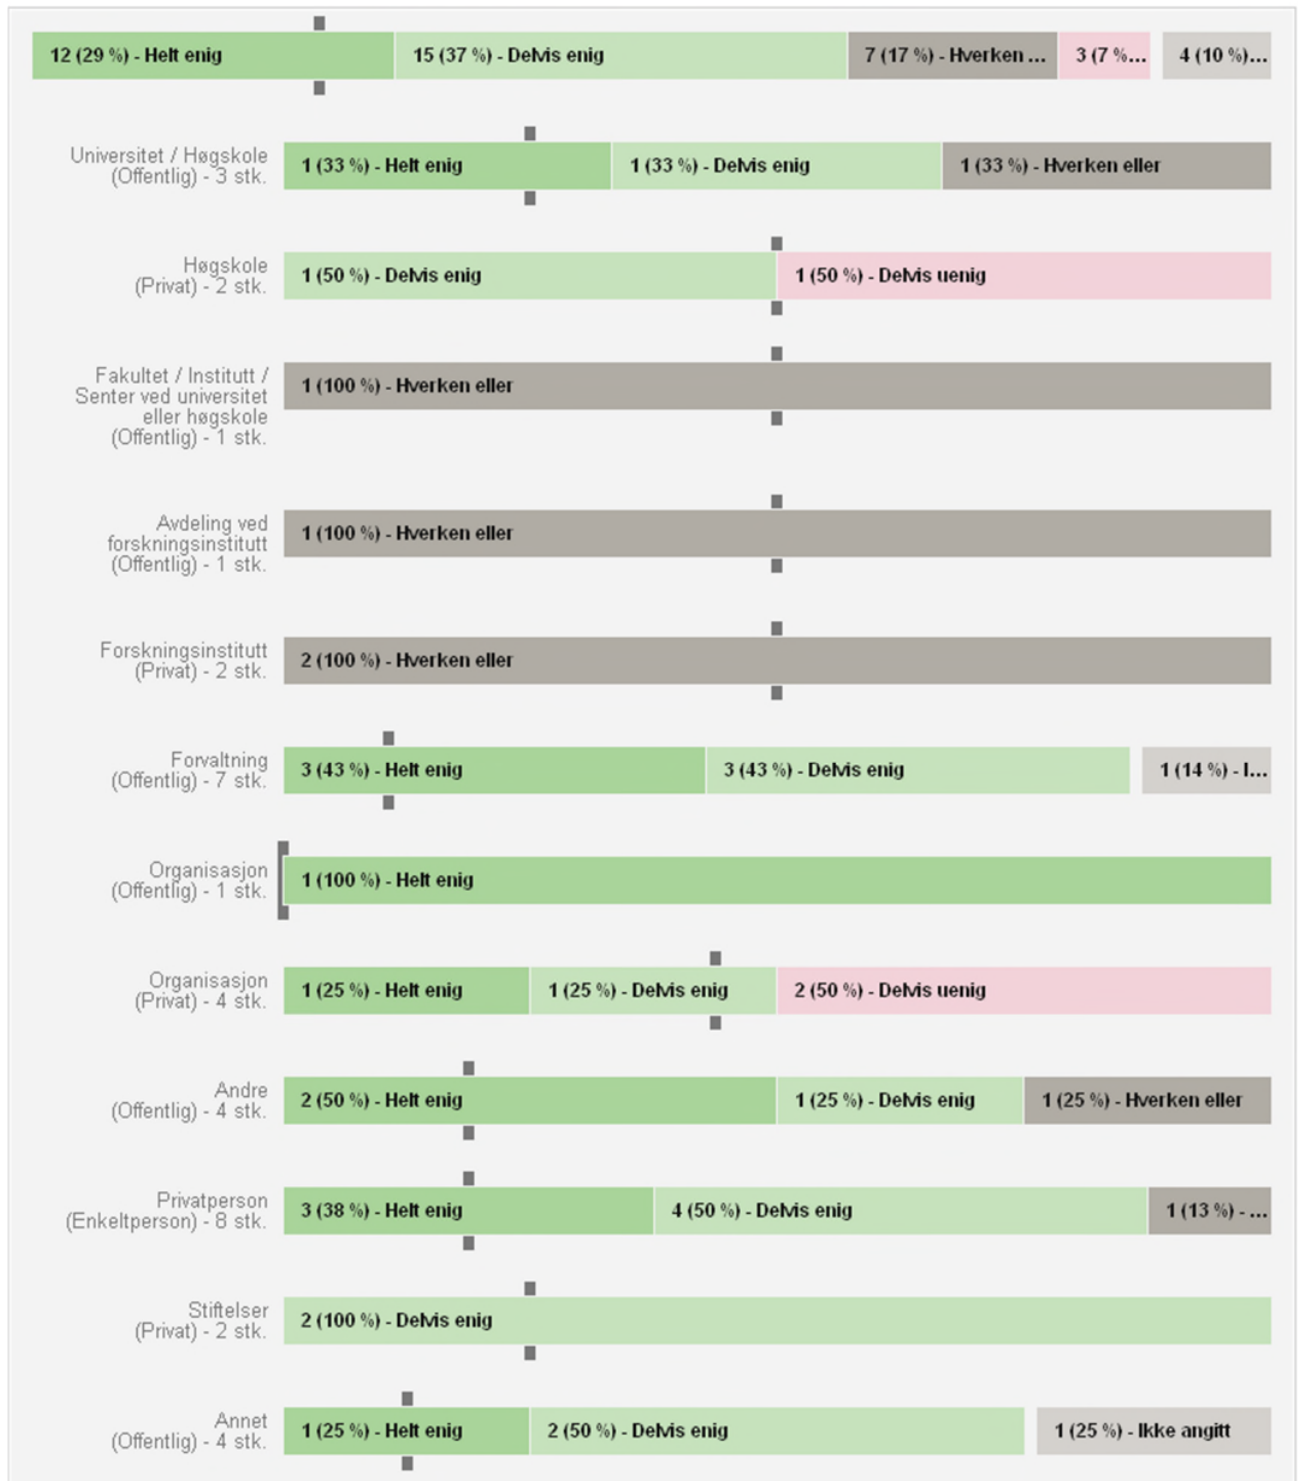 12 (29 %) - Helt enig 15 (37 %) - Delvis enig 7 (17 %) - Hverken ... 3 (7 %... 4 (10 %)...
Universitet / Høgskole
(Offentlig) - 3 stk.
1 (33 %) - Helt enig 1 (33 %) - Delvis enig 1 (33 %) - Hverken eller
Høgskole
(Privat) - 2 stk.
1 (50 %) - Delvis enig 1 (50 %) - Delvis uenig
Fakultet / Institutt /
Senter ved universitet
eller høgskole
(Offentlig) - 1 stk.
1 (100 %) - Hverken eller
Avdeling ved
forskningsinstitutt
(Offentlig) - 1 stk.
1 (100 %) - Hverken eller
Forskningsinstitutt
(Privat) - 2 stk.
2 (100 %) - Hverken eller
Forvaltning
(Offentlig) - 7 stk.
3 (43 %) - Helt enig 3 (43 %) - Delvis enig 1 (14 %) - I...
Organisasjon
(Offentlig) - 1 stk.
1 (100 %) - Helt enig
Organisasjon
(Privat) - 4 stk.
1 (25 %) - Helt enig 1 (25 %) - Delvis enig 2 (50 %) - Delvis uenig
Andre
(Offentlig) - 4 stk.
2 (50 %) - Helt enig 1 (25 %) - Delvis enig 1 (25 %) - Hverken eller
Privatperson
(Enkeltperson) - 8 stk.
3 (38 %) - Helt enig 4 (50 %) - Delvis enig 1 (13 %) - ...
Stiftelser
(Privat) - 2 stk.
2 (100 %) - Delvis enig
Annet
(Offentlig) - 4 stk.
1 (25 %) - Helt enig 2 (50 %) - Delvis enig 1 (25 %) - Ikke angitt